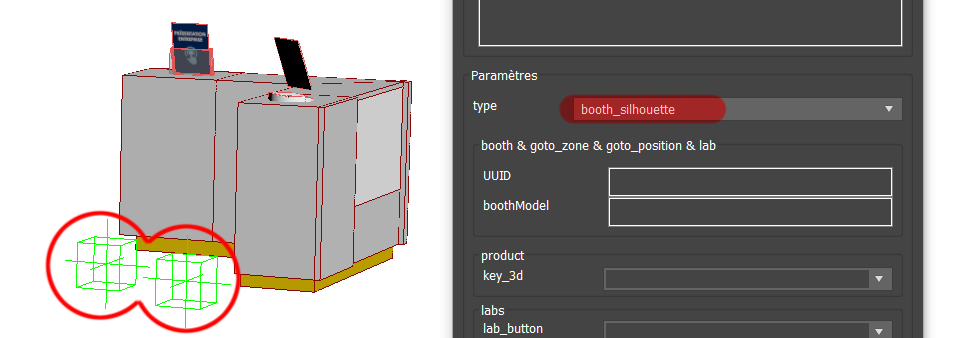 PRÉSENTATION
ENTREPRISE
Paramètres
type
booth_silhouette
booth & goto_zone & goto_position & lab
UUID
boothModel
product
key_3d
labs
lab_button